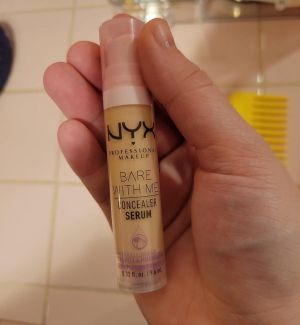 NYX
PROFESSIONAL
MAKEUP
BARE
WITH ME
CONCEALER
SERUM